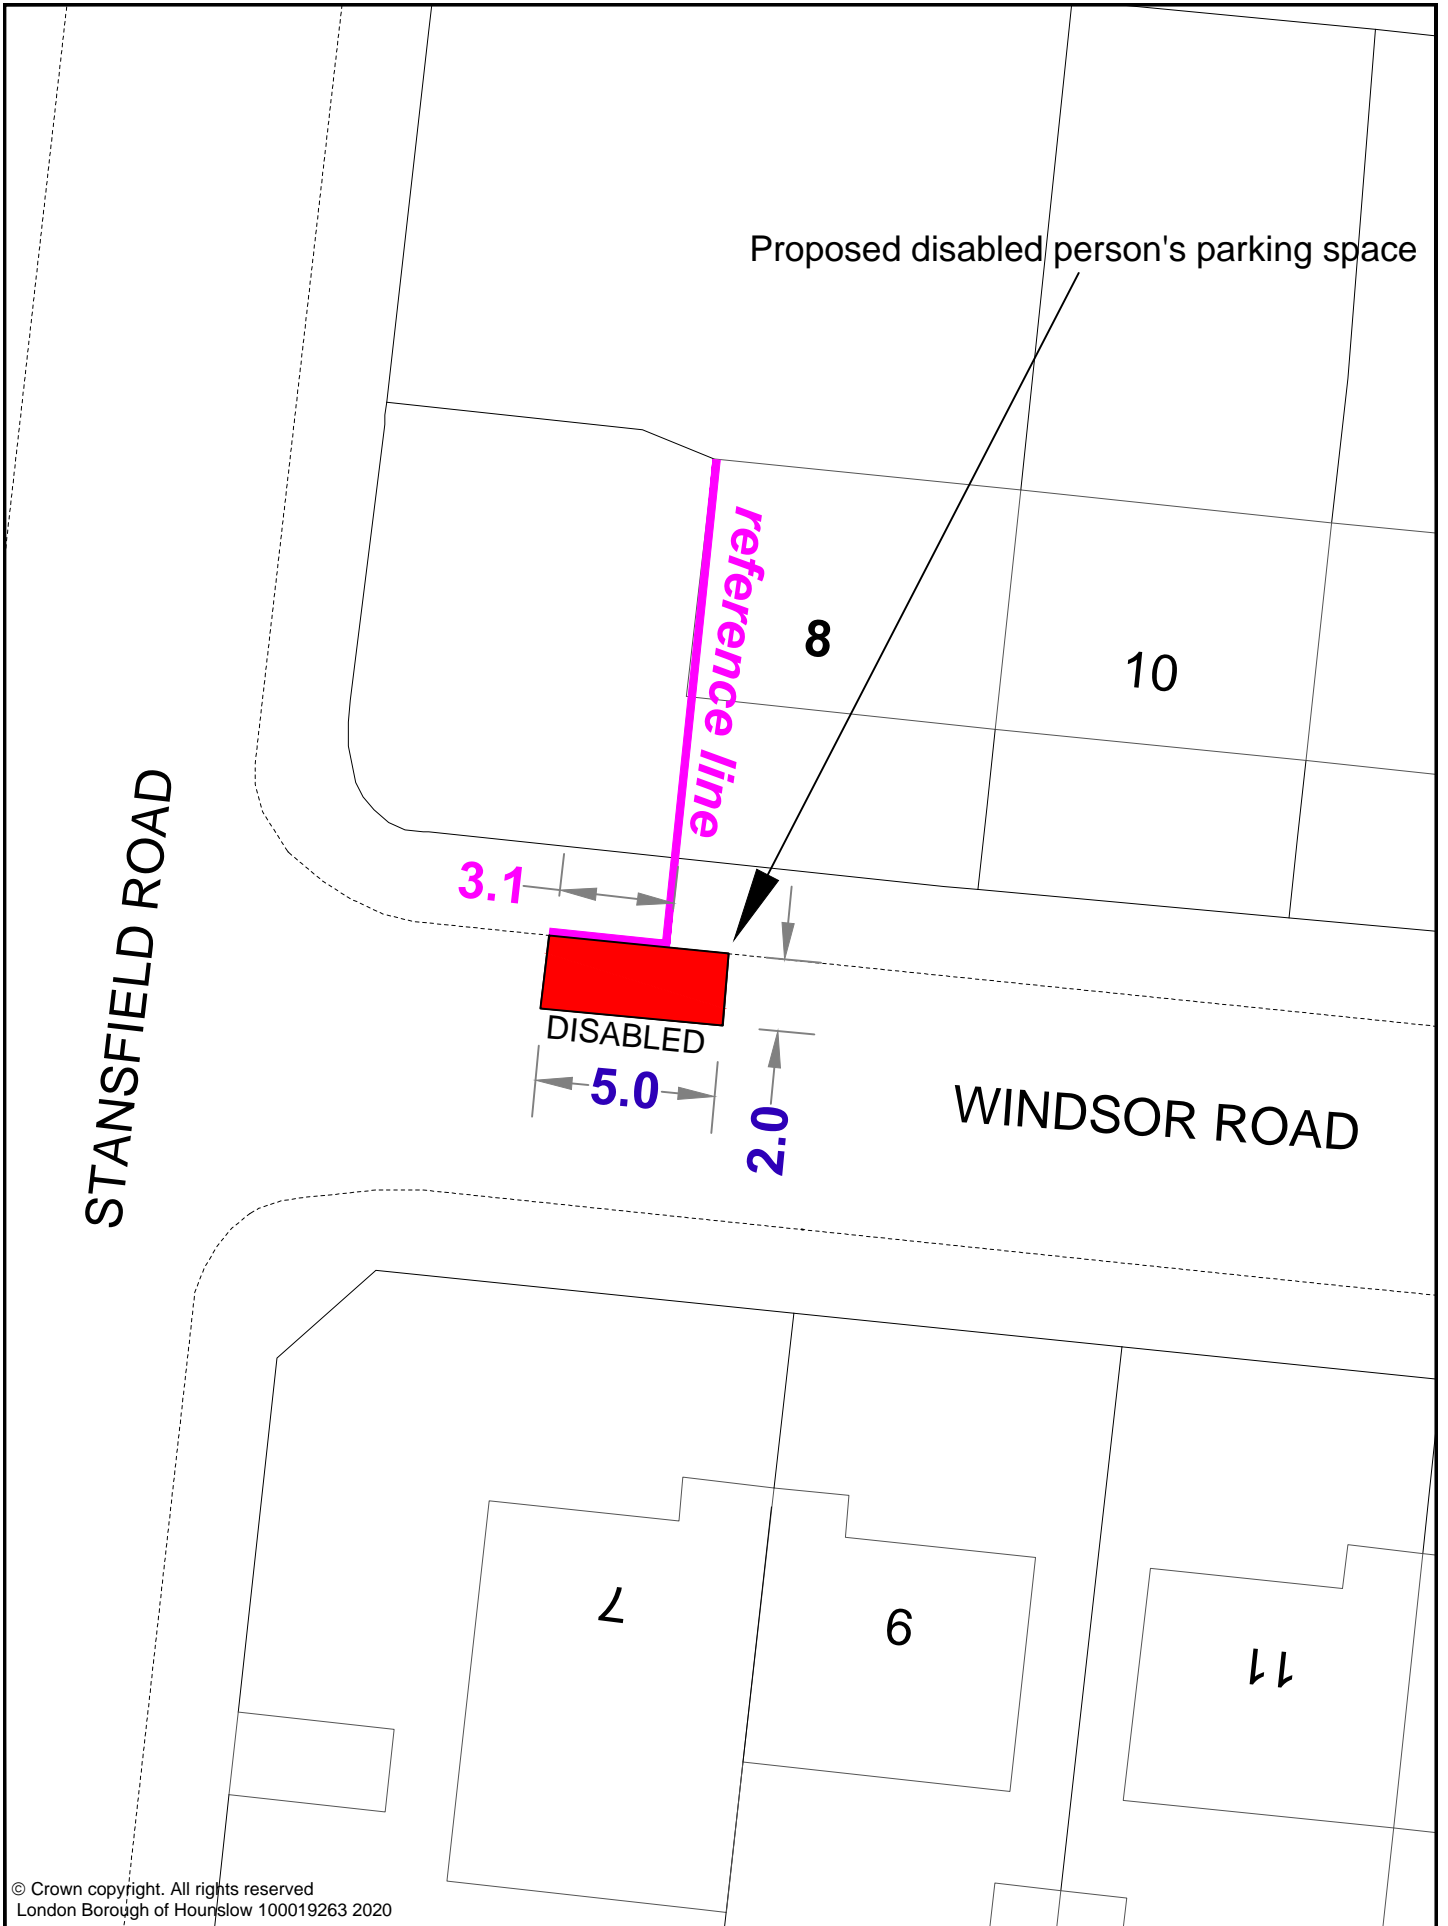 Proposed disabled person's parking space
reference line
8
10
3.1
STANSFIELD ROAD
DISABLED
5.0
2.0
WINDSOR ROAD
7
9
11
© Crown copyright. All rights reserved
London Borough of Hounslow 100019263 2020